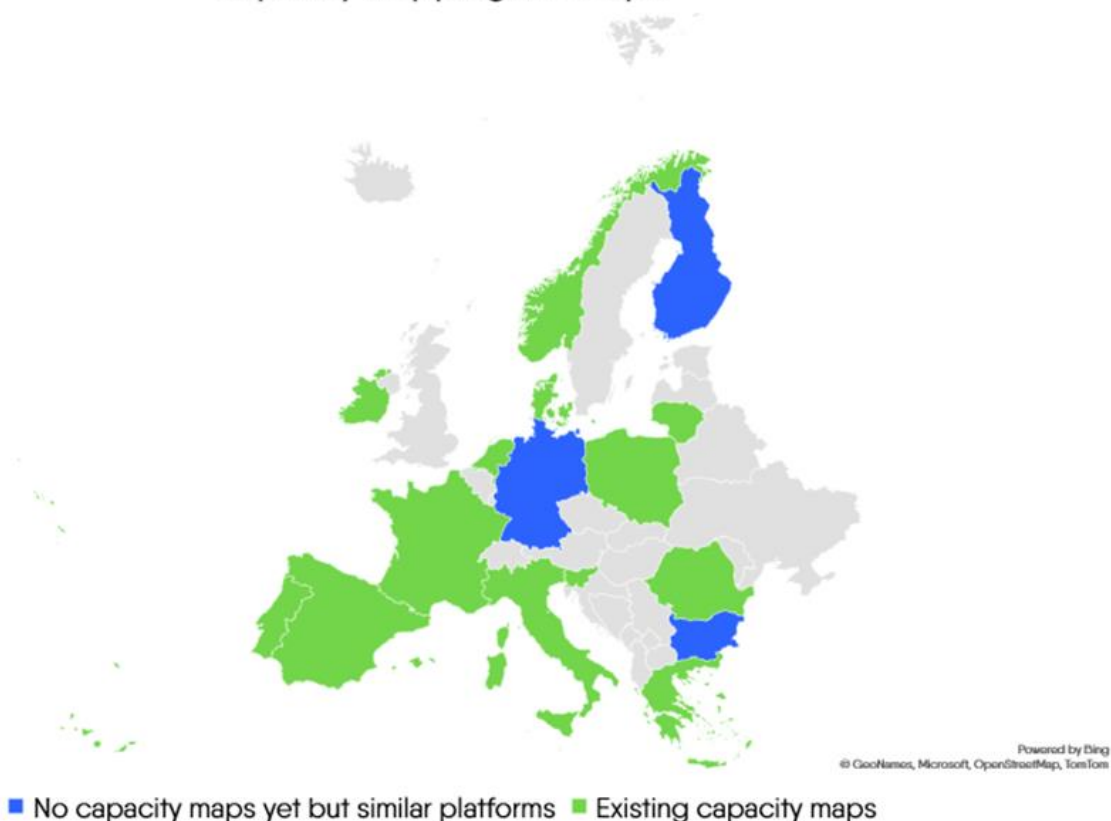 Powered by Bing
© GeoNames, Microsoft, OpenStreetMap, TomTom
No capacity maps yet but similar platforms
Existing capacity maps